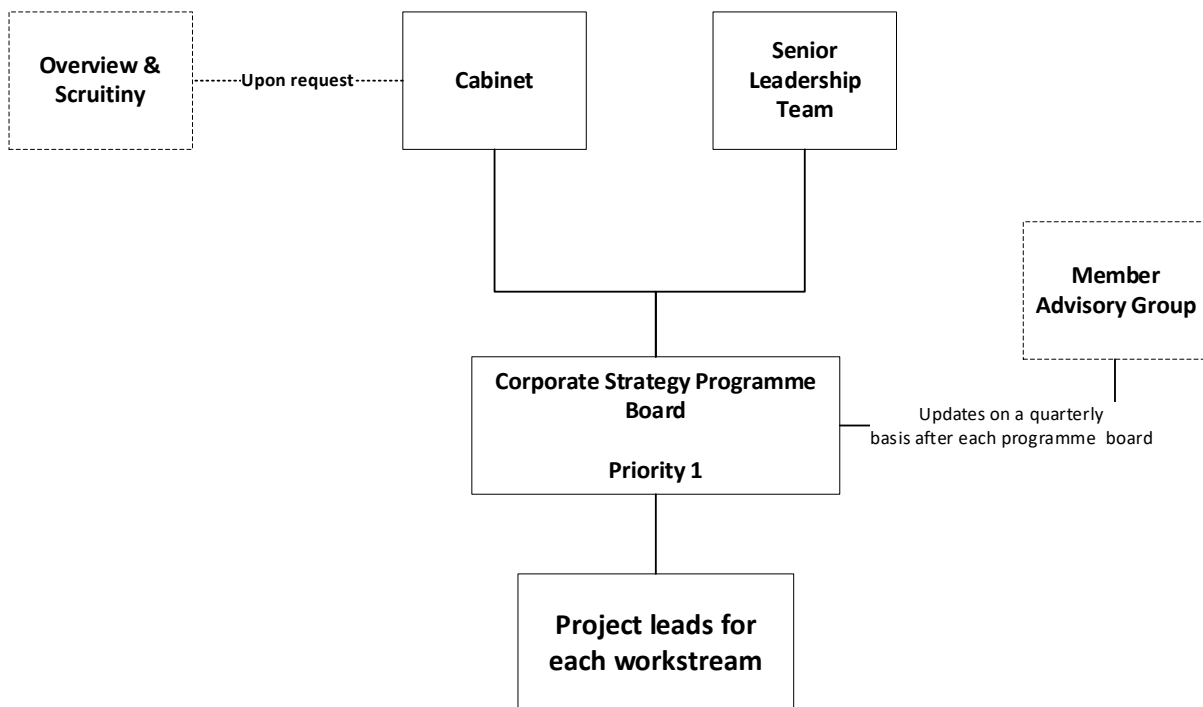 Overview &
Scruitiny
Upon request
Cabinet
Senior
Leadership
Team
Member
Advisory Group
Corporate Strategy Programme
Board
Priority 1
Updates on a quarterly
basis after each programme board
Project leads for
each workstream